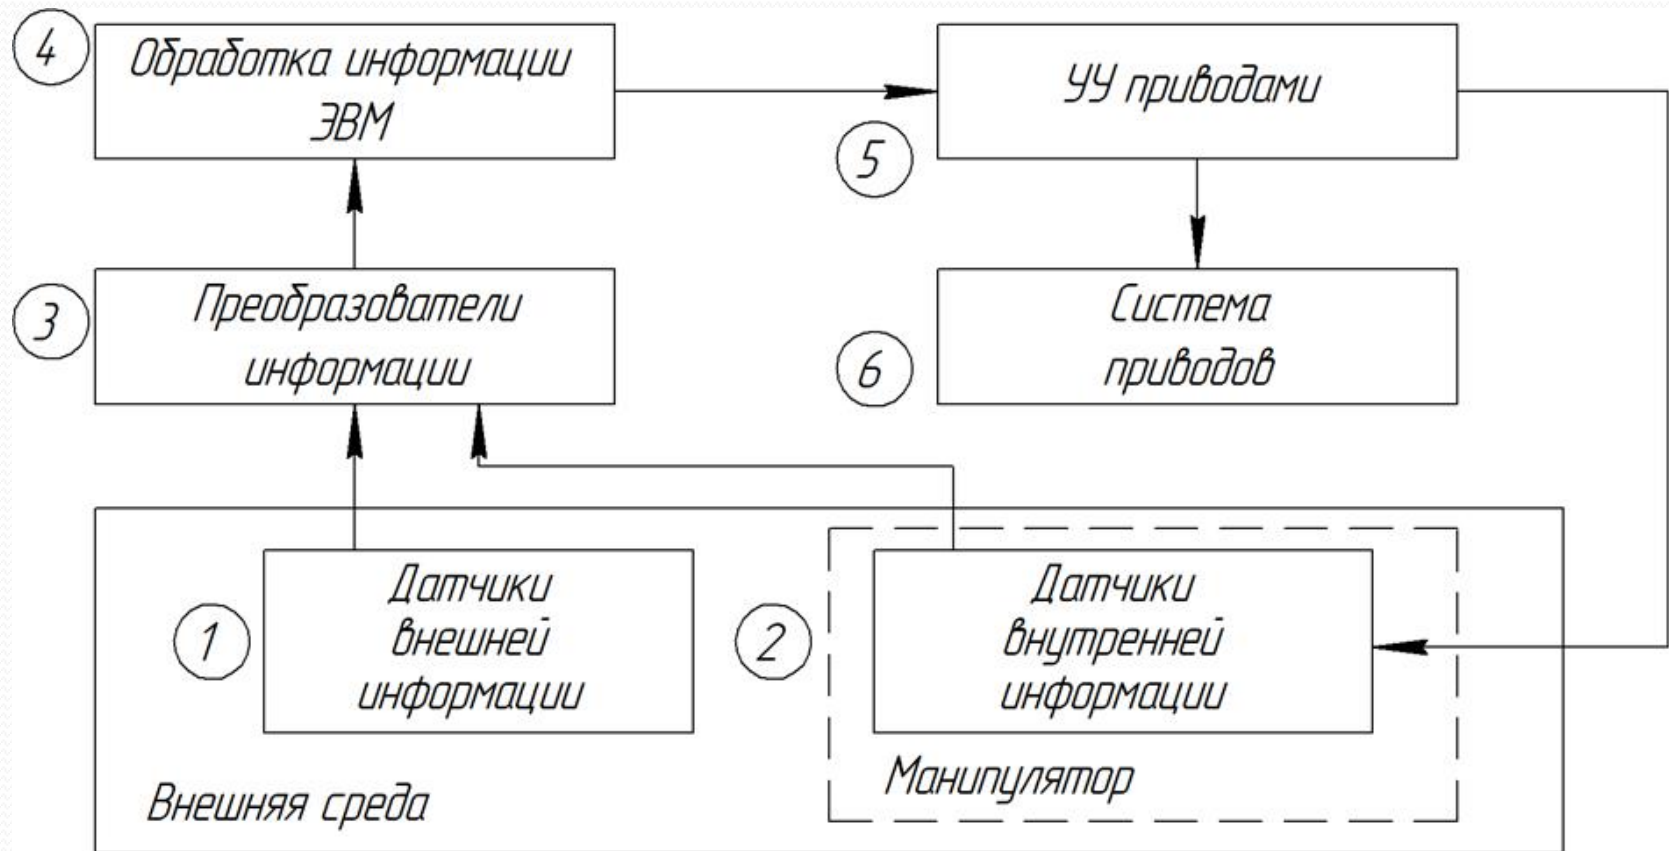 4
Обработка информации
ЭВМ
УУ приводами
5
3
Преобразователи
информации
Система
приводов
6
1
Датчики
внешней
информации
2
Датчики
внутренней
информации
Манипулятор
Внешняя среда